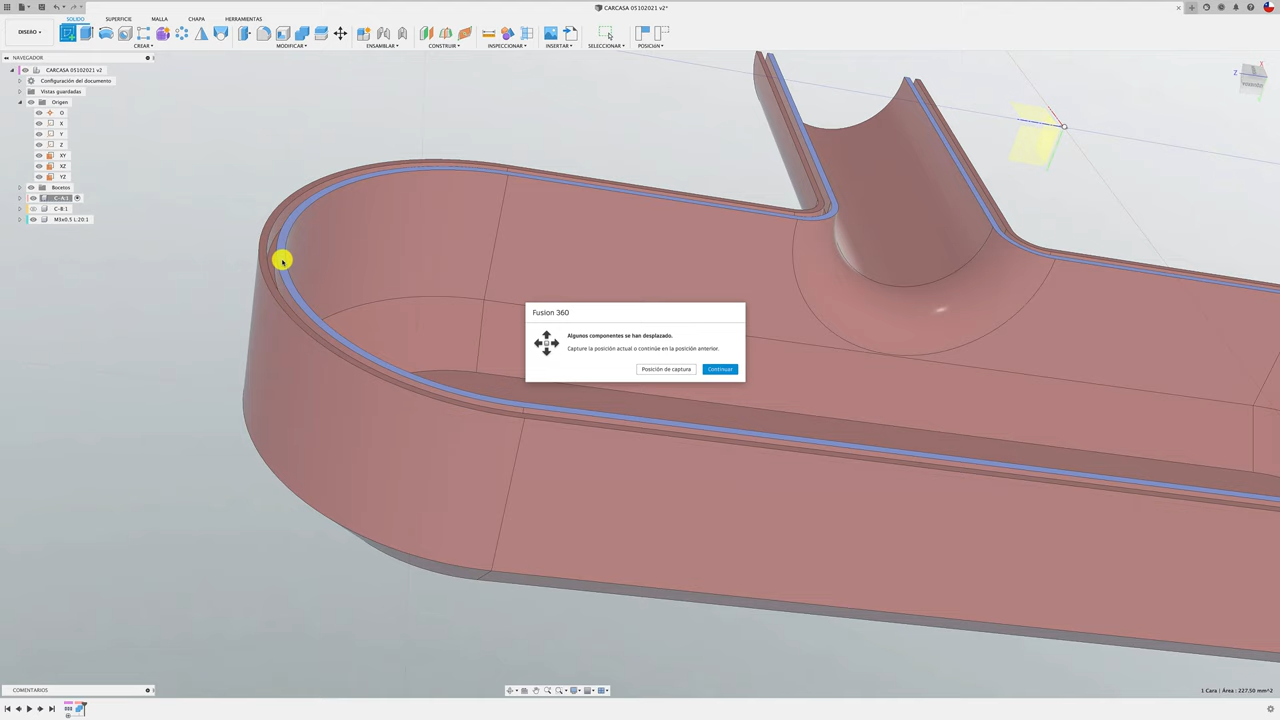 CARCASA 05102021 v2*
DISEÑO
SÓLIDO
SUPERFICIE
MALLA
CHAPA
HERRAMIENTAS
CREAR
MODIFICAR
ENSAMBLAR
CONSTRUIR
INSPECCIONAR
INSERTAR
SELECCIONAR
POSICIÓN
NAVEGADOR
CARCASA 05102021 v2
Configuración del documento
Vistas guardadas
Origen
O
X
Y
Z
XY
XZ
YZ
Bocetos
C-A:1
C-B:1
M3x0.5 L.20:1
Z
X
Fusion 360
Algunos componentes se han desplazado.
Capture la posición actual o continúe en la posición anterior.
Posición de captura
Continuar
COMENTARIOS
1 Cara | Área : 227.50 mm^2